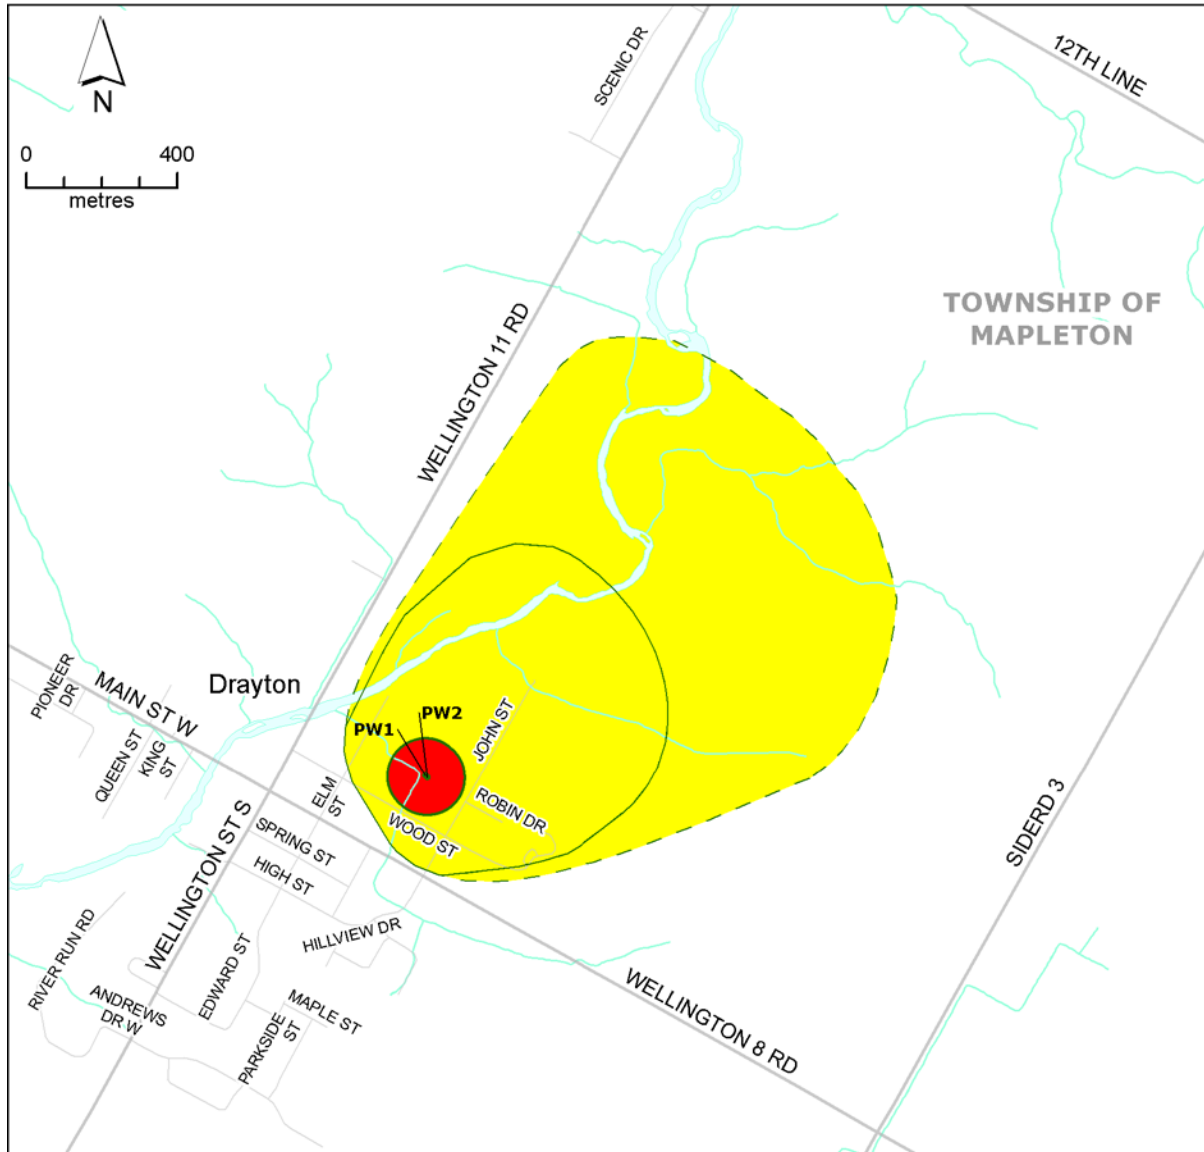 SCENIC DR
12TH LINE
N
0 400
metres
TOWNSHIP OF
MAPLETON
WELLINGTON 11 RD
Drayton
PIONEER
DR
MAIN ST W
QUEEN ST
KING
ST
PW2
PW1
JOHN ST
ELM
ST
ROBIN DR
WOOD ST
SPRING ST
HIGH ST
WELLINGTON ST S
SIDERD 3
HILLVIEW DR
RIVER RUN RD
EDWARD ST
WELLINGTON 8 RD
ANDREWS
DR W
MAPLE ST
PARKSIDE
ST